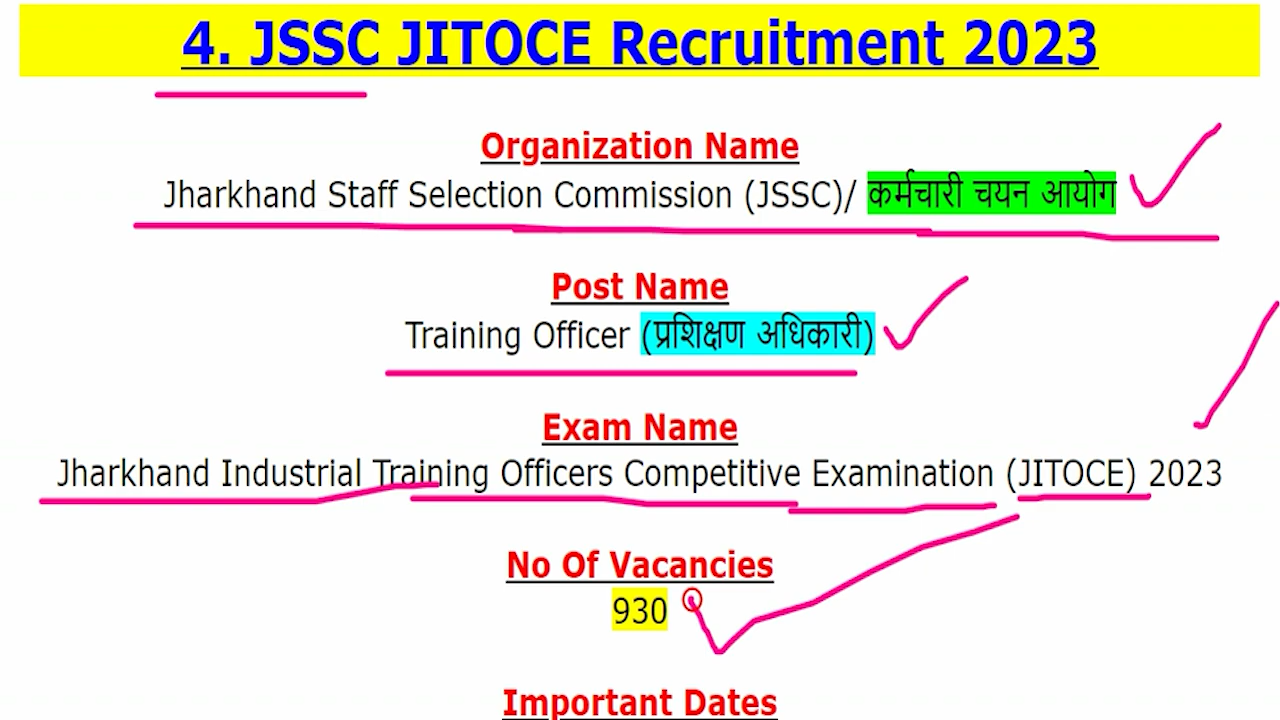 4. JSSC JITOCE Recruitment 2023
Organization Name
Jharkhand Staff Selection Commission (JSSC)/ कर्मचारी चयन आयोग
Post Name
Training Officer (प्रशिक्षण अधिकारी)
Exam Name
Jharkhand Industrial Training Officers Competitive Examination (JITOCE) 2023
No Of Vacancies
930
Important Dates